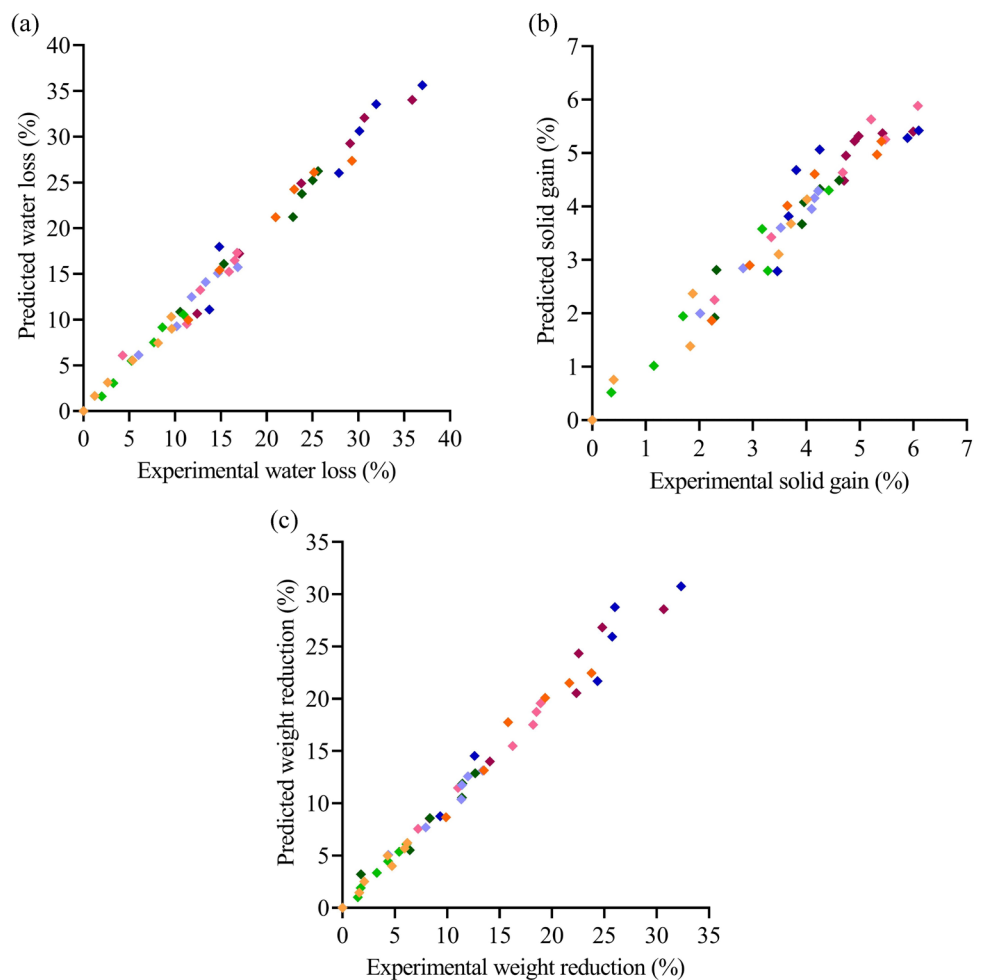 (a)
40
35
30
25
20
15
10
5
0
Predicted water loss (%)
0 5 10 15 20 25 30 35 40
Experimental water loss (%)
(b)
7
6
5
4
3
2
1
0
Predicted solid gain (%)
0 1 2 3 4 5 6 7
Experimental solid gain (%)
(c)
35
30
25
20
15
10
5
0
Predicted weight reduction (%)
0 5 10 15 20 25 30 35
Experimental weight reduction (%)